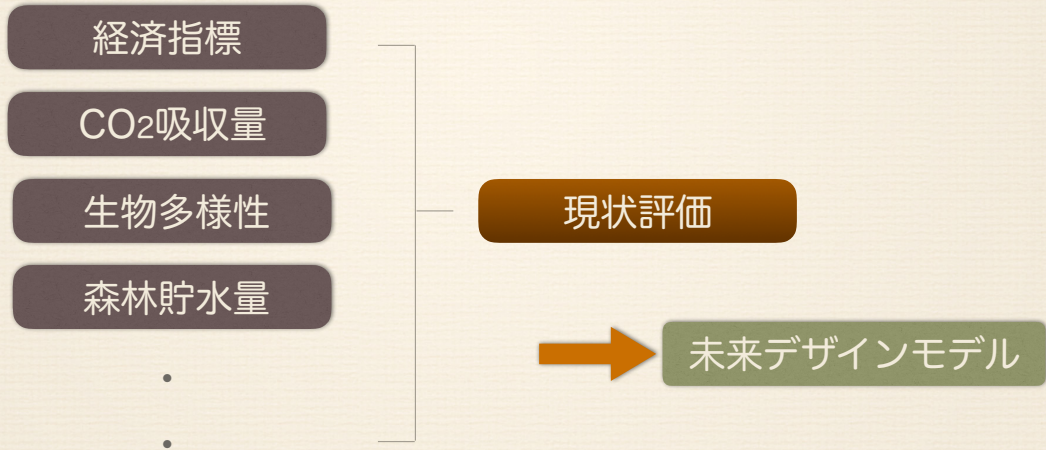 経済指標
CO2吸収量
生物多様性
森林貯水量
・
・
現状評価
未来デザインモデル